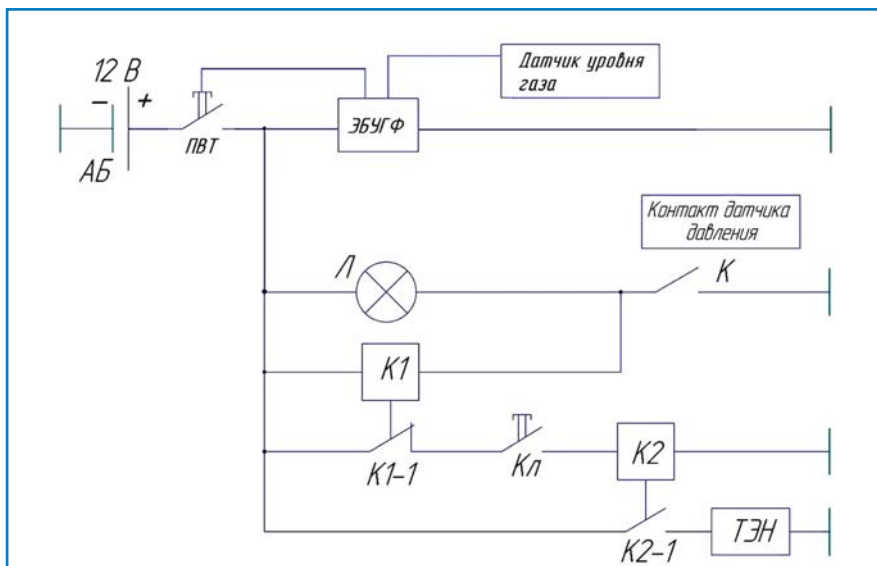 12 В
− +
АБ
ПВТ
ЭБУГФ
Датчик уровня
газа
Контакт датчика
давления
Л
К
К1
К1-1
Кл
К2
К2-1
ТЭН